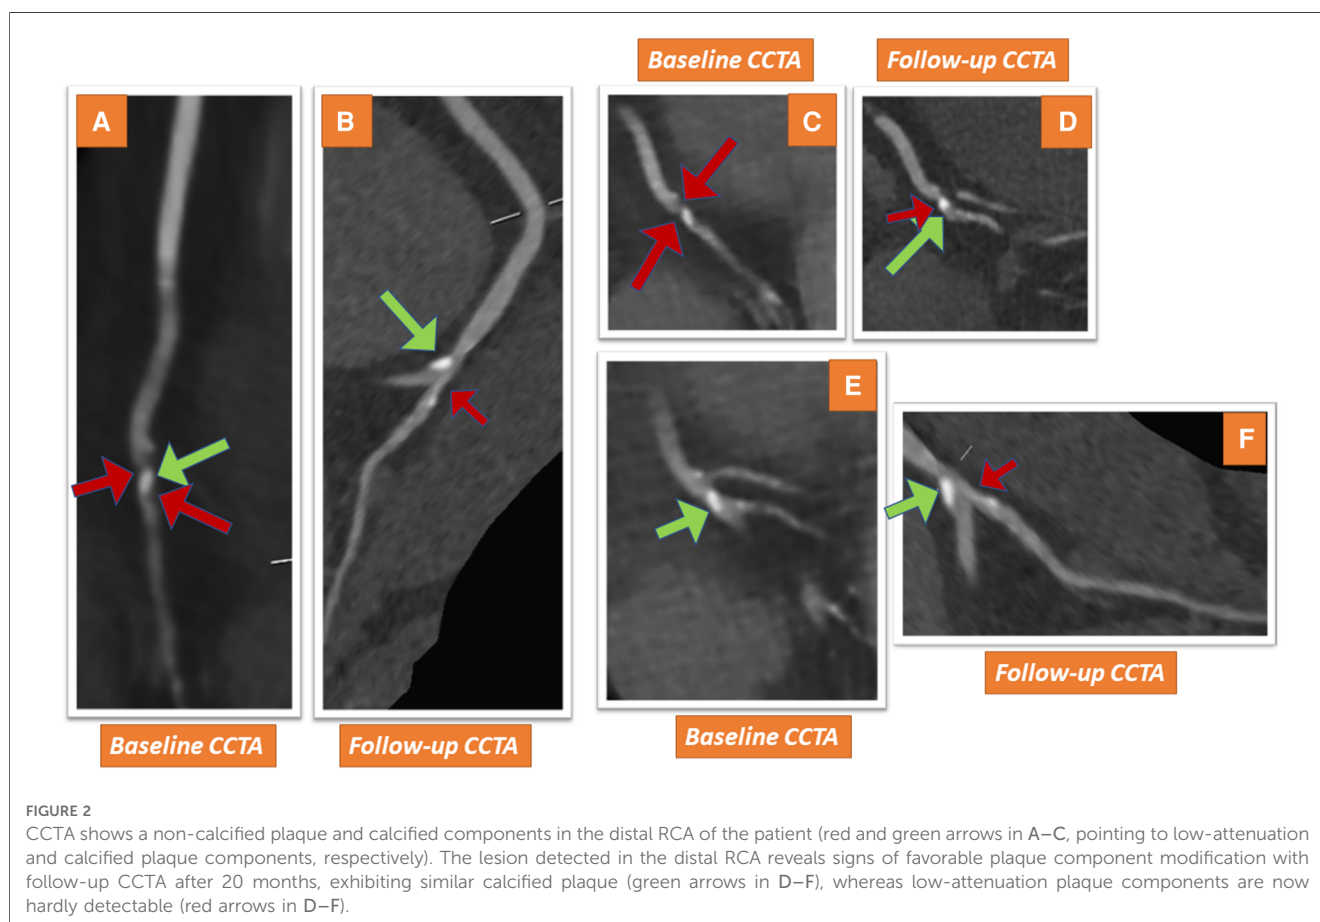 Baseline CCTA
Follow-up CCTA
A
B
C
D
E
F
Baseline CCTA
Follow-up CCTA
Baseline CCTA
Follow-up CCTA
FIGURE 2
CCTA shows a non-calcified plaque and calcified components in the distal RCA of the patient (red and green arrows in A–C, pointing to low-attenuation
and calcified plaque components, respectively). The lesion detected in the distal RCA reveals signs of favorable plaque component modification with
follow-up CCTA after 20 months, exhibiting similar calcified plaque (green arrows in D–F), whereas low-attenuation plaque components are now
hardly detectable (red arrows in D–F).